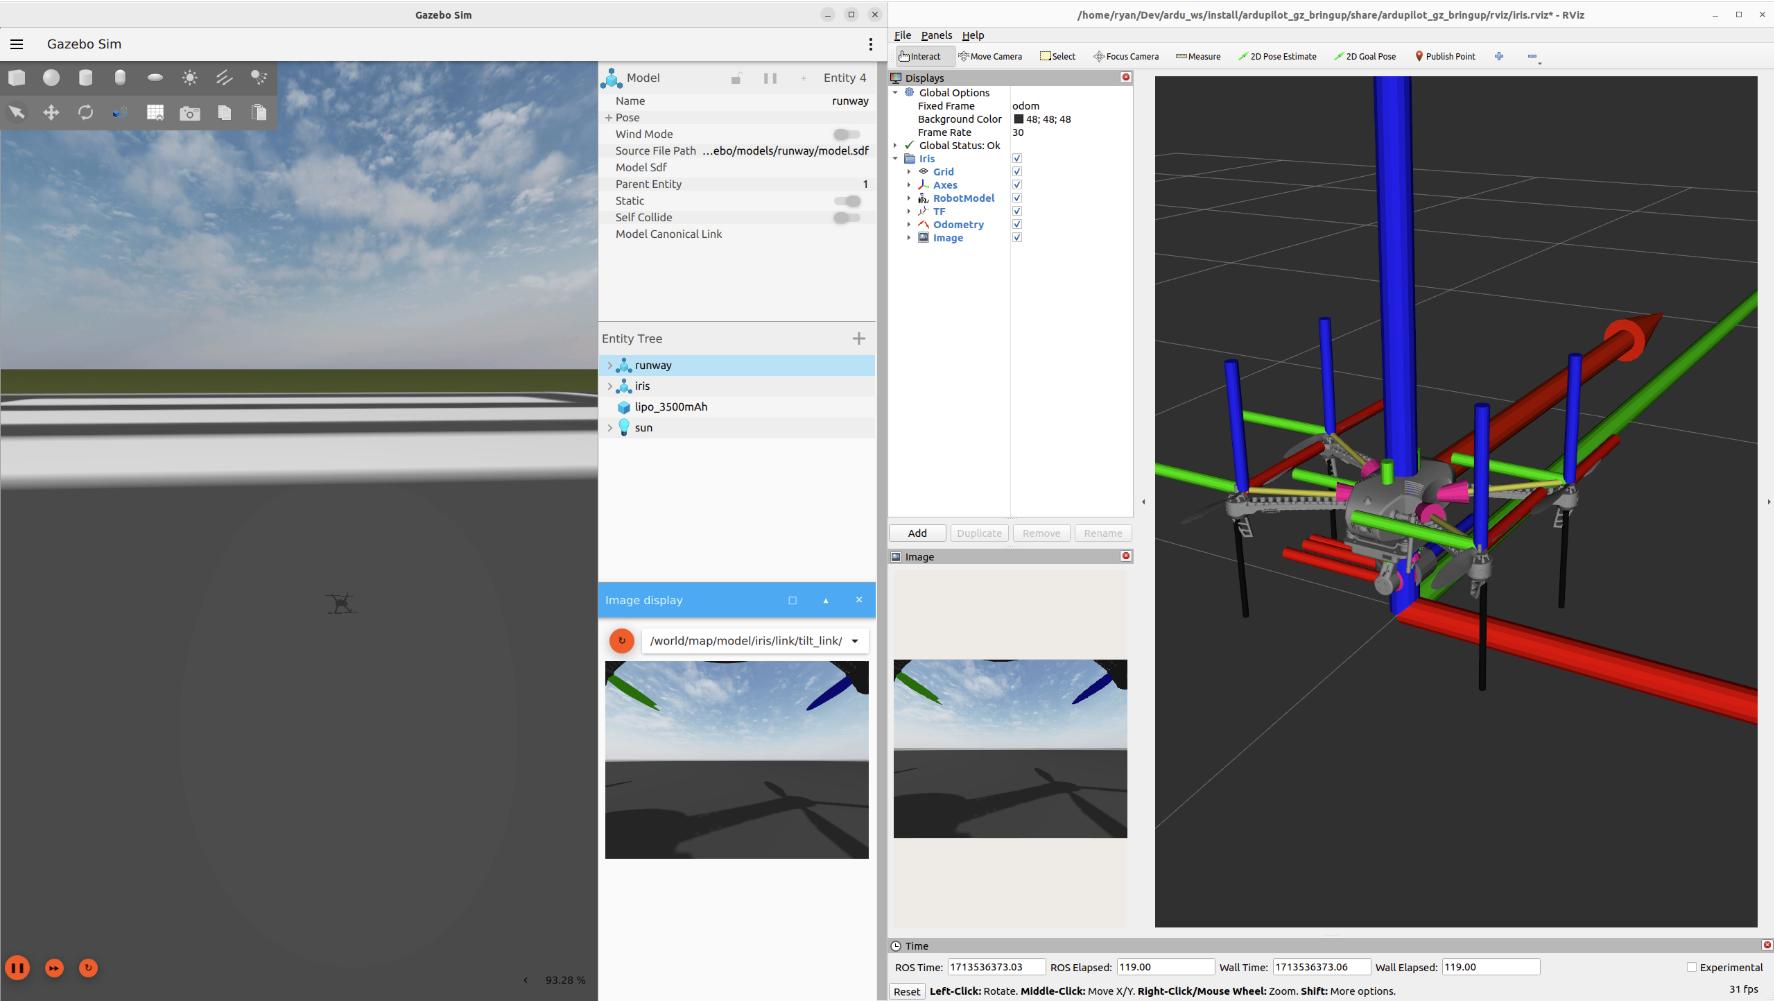 Gazebo Sim
Gazebo Sim
Model
Entity 4
Name
runway
Pose
Wind Mode
Source File Path
...ebo/models/runway/model.sdf
Model Sdf
Parent Entity
1
Static
Self Collide
Model Canonical Link
Entity Tree
runway
iris
lipo_3500mAh
sun
Image display
/world/map/model/iris/link/tilt_link/
93.28 %
/home/ryan/Dev/ardu_ws/install/ardupilot_gz_bringup/share/ardupilot_gz_bringup/rviz/iris.rviz* - RViz
File Panels Help
Interact Move Camera Select Focus Camera Measure 2D Pose Estimate 2D Goal Pose Publish Point
Displays
Global Options
Fixed Frame odom
Background Color 48; 48; 48
Frame Rate 30
Global Status: Ok
Iris
Grid
Axes
RobotModel
TF
Odometry
Image
Add Duplicate Remove Rename
Image
Time
ROS Time: 1713536373.03 ROS Elapsed: 119.00 Wall Time: 1713536373.06 Wall Elapsed: 119.00 Experimental
Reset Left-Click: Rotate. Middle-Click: Move X/Y. Right-Click/Mouse Wheel: Zoom. Shift: More options. 31 fps